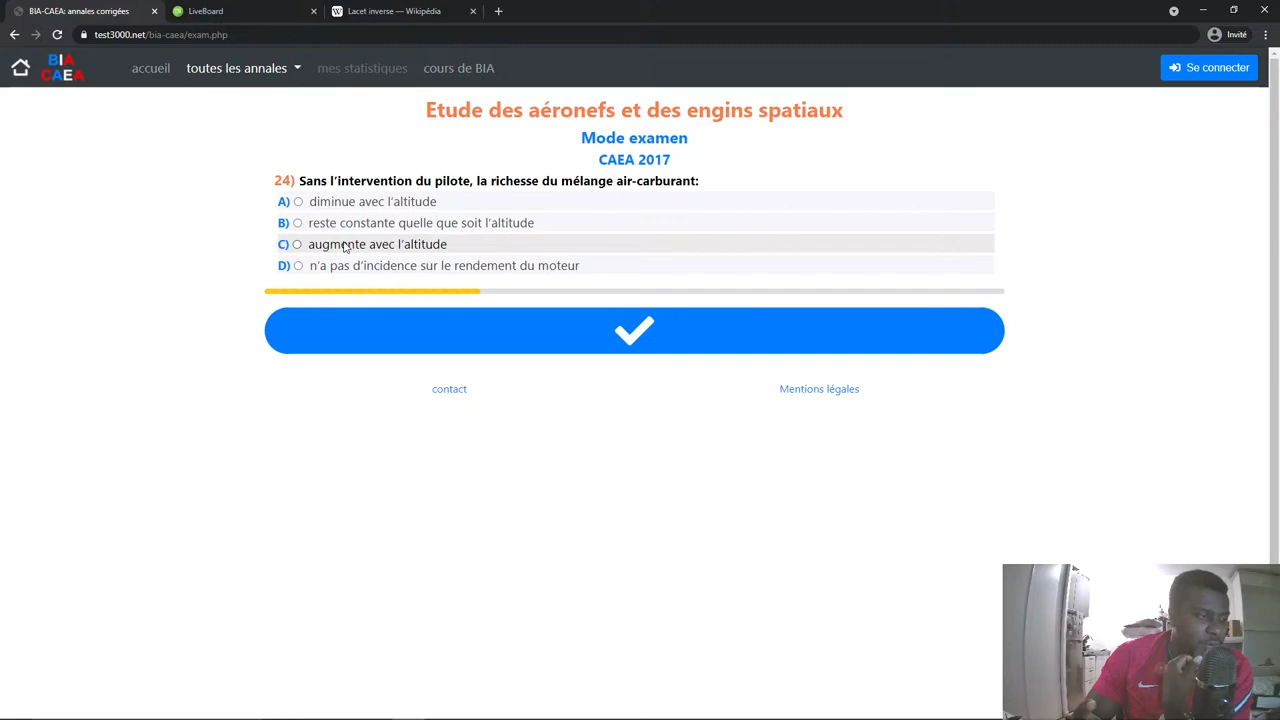 BIA-CAEA: annales corrigées
LiveBoard
Lacet inverse — Wikipédia
test3000.net/bia-caea/exam.php
Invité
BIA
CAEA
accueil
toutes les annales
mes statistiques
cours de BIA
Se connecter
Etude des aéronefs et des engins spatiaux
Mode examen
CAEA 2017
24) Sans l'intervention du pilote, la richesse du mélange air-carburant:
A) diminue avec l'altitude
B) reste constante quelle que soit l'altitude
C) augmente avec l'altitude
D) n'a pas d'incidence sur le rendement du moteur
contact
Mentions légales